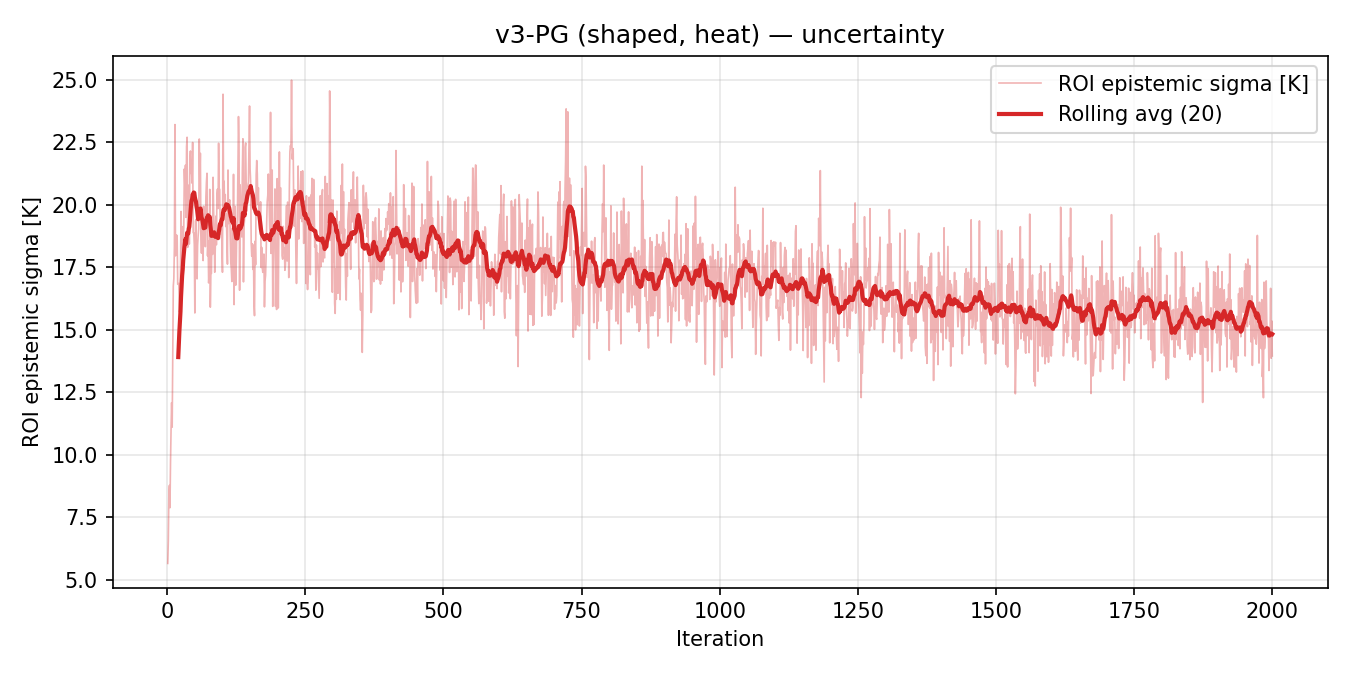 v3-PG (shaped, heat) — uncertainty
ROI epistemic sigma [K]
Rolling avg (20)
ROI epistemic sigma [K]
25.0
22.5
20.0
17.5
15.0
12.5
10.0
7.5
5.0
0 250 500 750 1000 1250 1500 1750 2000
Iteration